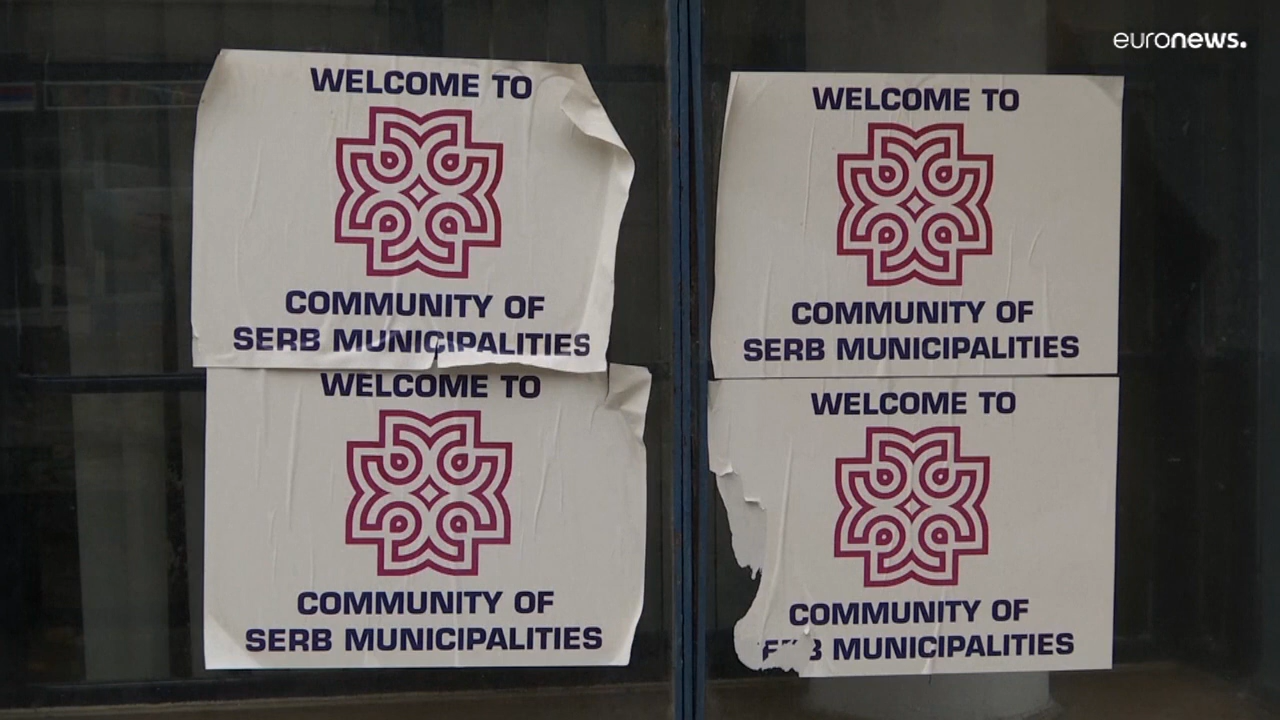 euronews.
WELCOME TO
COMMUNITY OF
SERB MUNICIPALITIES
WELCOME TO
COMMUNITY OF
SERB MUNICIPALITIES
WELCOME TO
COMMUNITY OF
SERB MUNICIPALITIES
WELCOME TO
COMMUNITY OF
MUNICIPALITIES